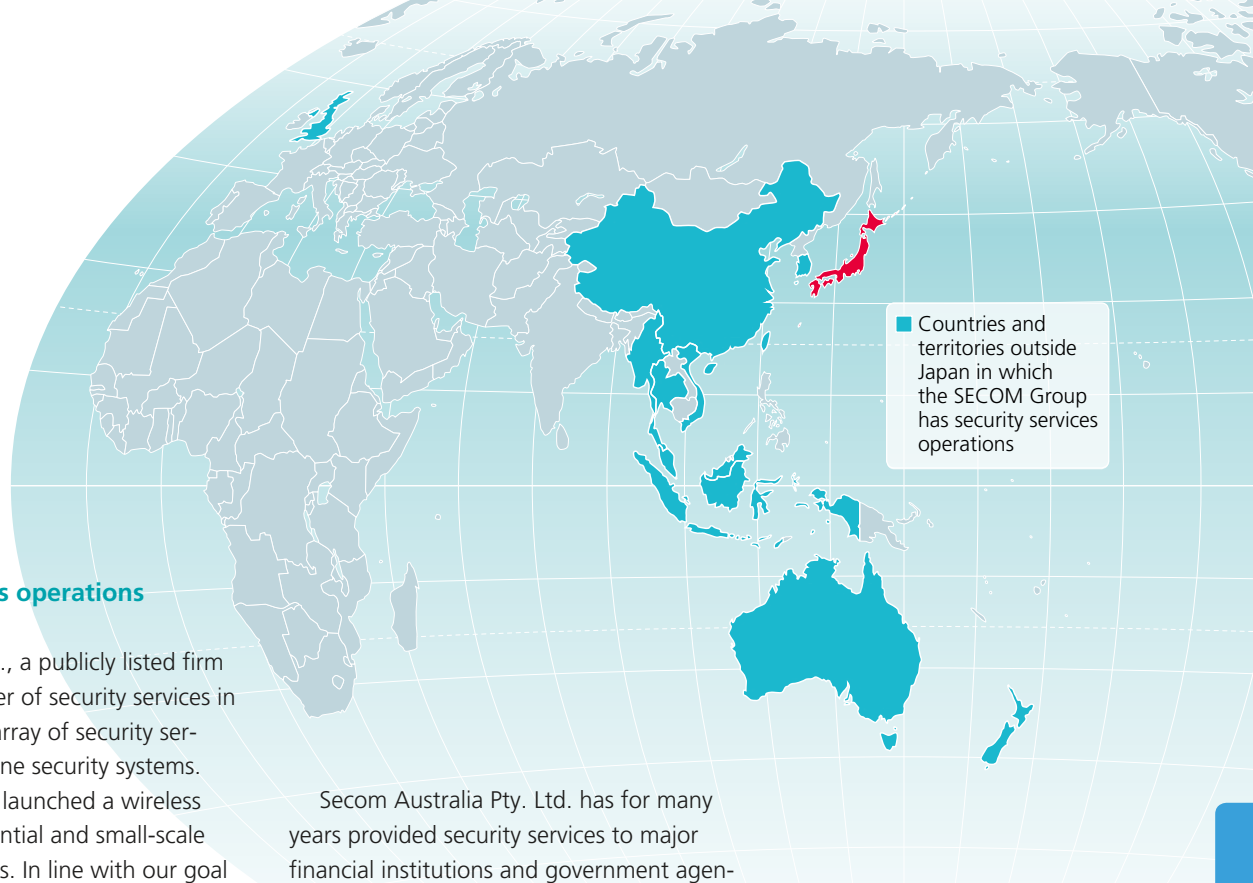 Countries and
territories outside
Japan in which
the SECOM Group
has security services
operations
s operations
., a publicly listed firm
er of security services in
array of security ser-
ne security systems.
launched a wireless
ential and small-scale
s. In line with our goal
Secom Australia Pty. Ltd. has for many
years provided security services to major
financial institutions and government agen-